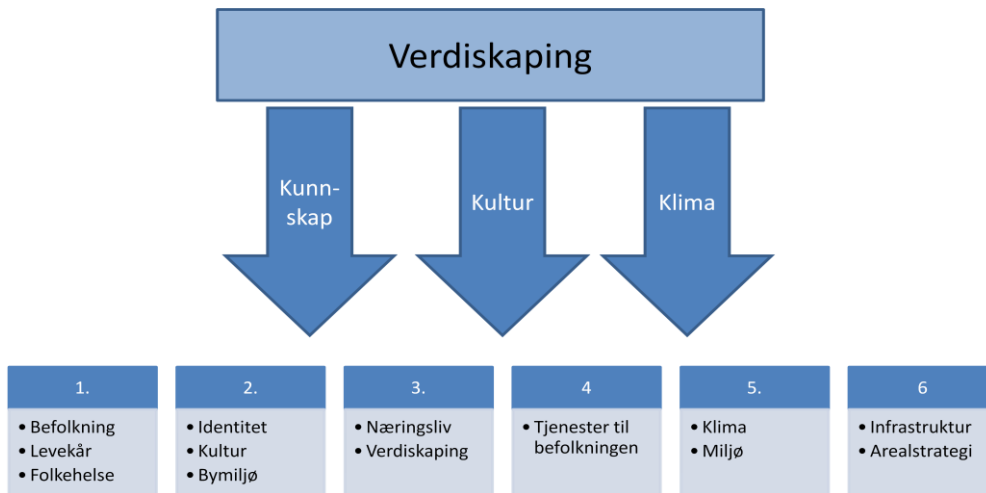 Verdiskaping
Kunn-
skap
Kultur
Klima
1.
• Befolkning
• Levekår
• Folkehelse
2.
• Identitet
• Kultur
• Bymiljø
3.
• Næringsliv
• Verdiskaping
4
• Tjenester til
befolkningen
5.
• Klima
• Miljø
6
• Infrastruktur
• Arealstrategi